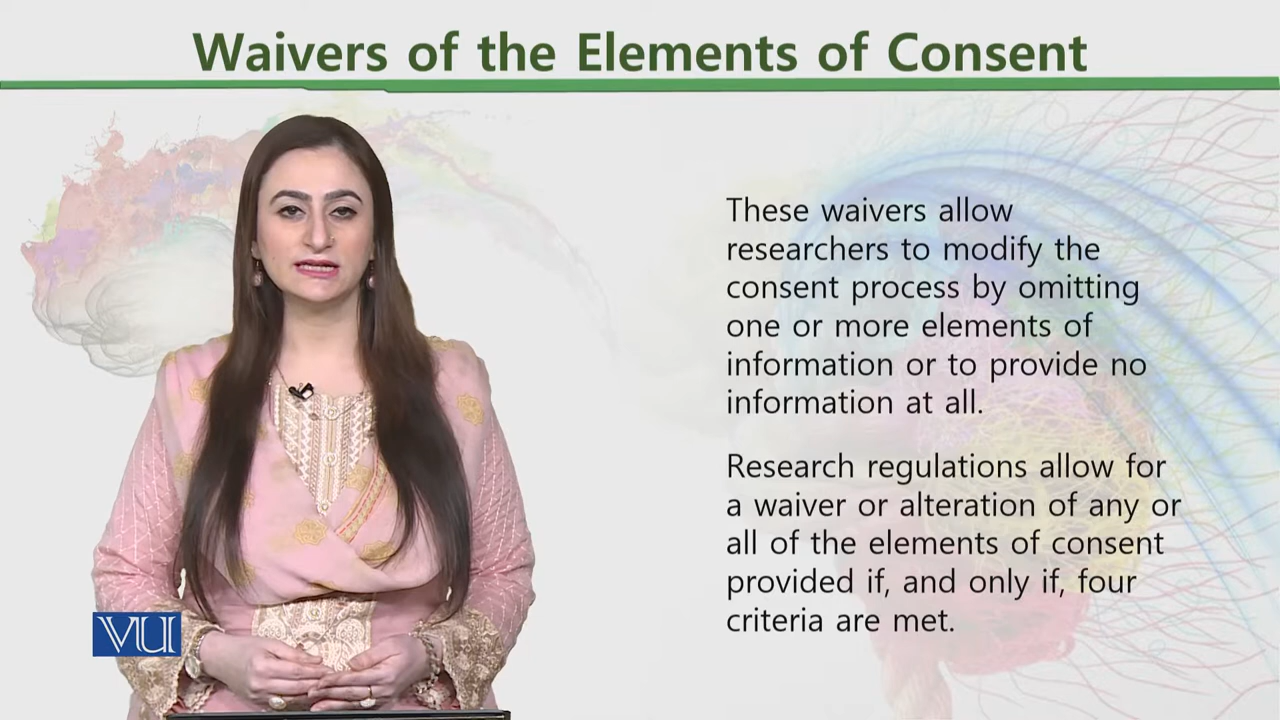 Waivers of the Elements of Consent
These waivers allow
researchers to modify the
consent process by omitting
one or more elements of
information or to provide no
information at all.
Research regulations allow for
a waiver or alteration of any or
all of the elements of consent
provided if, and only if, four
criteria are met.
VU